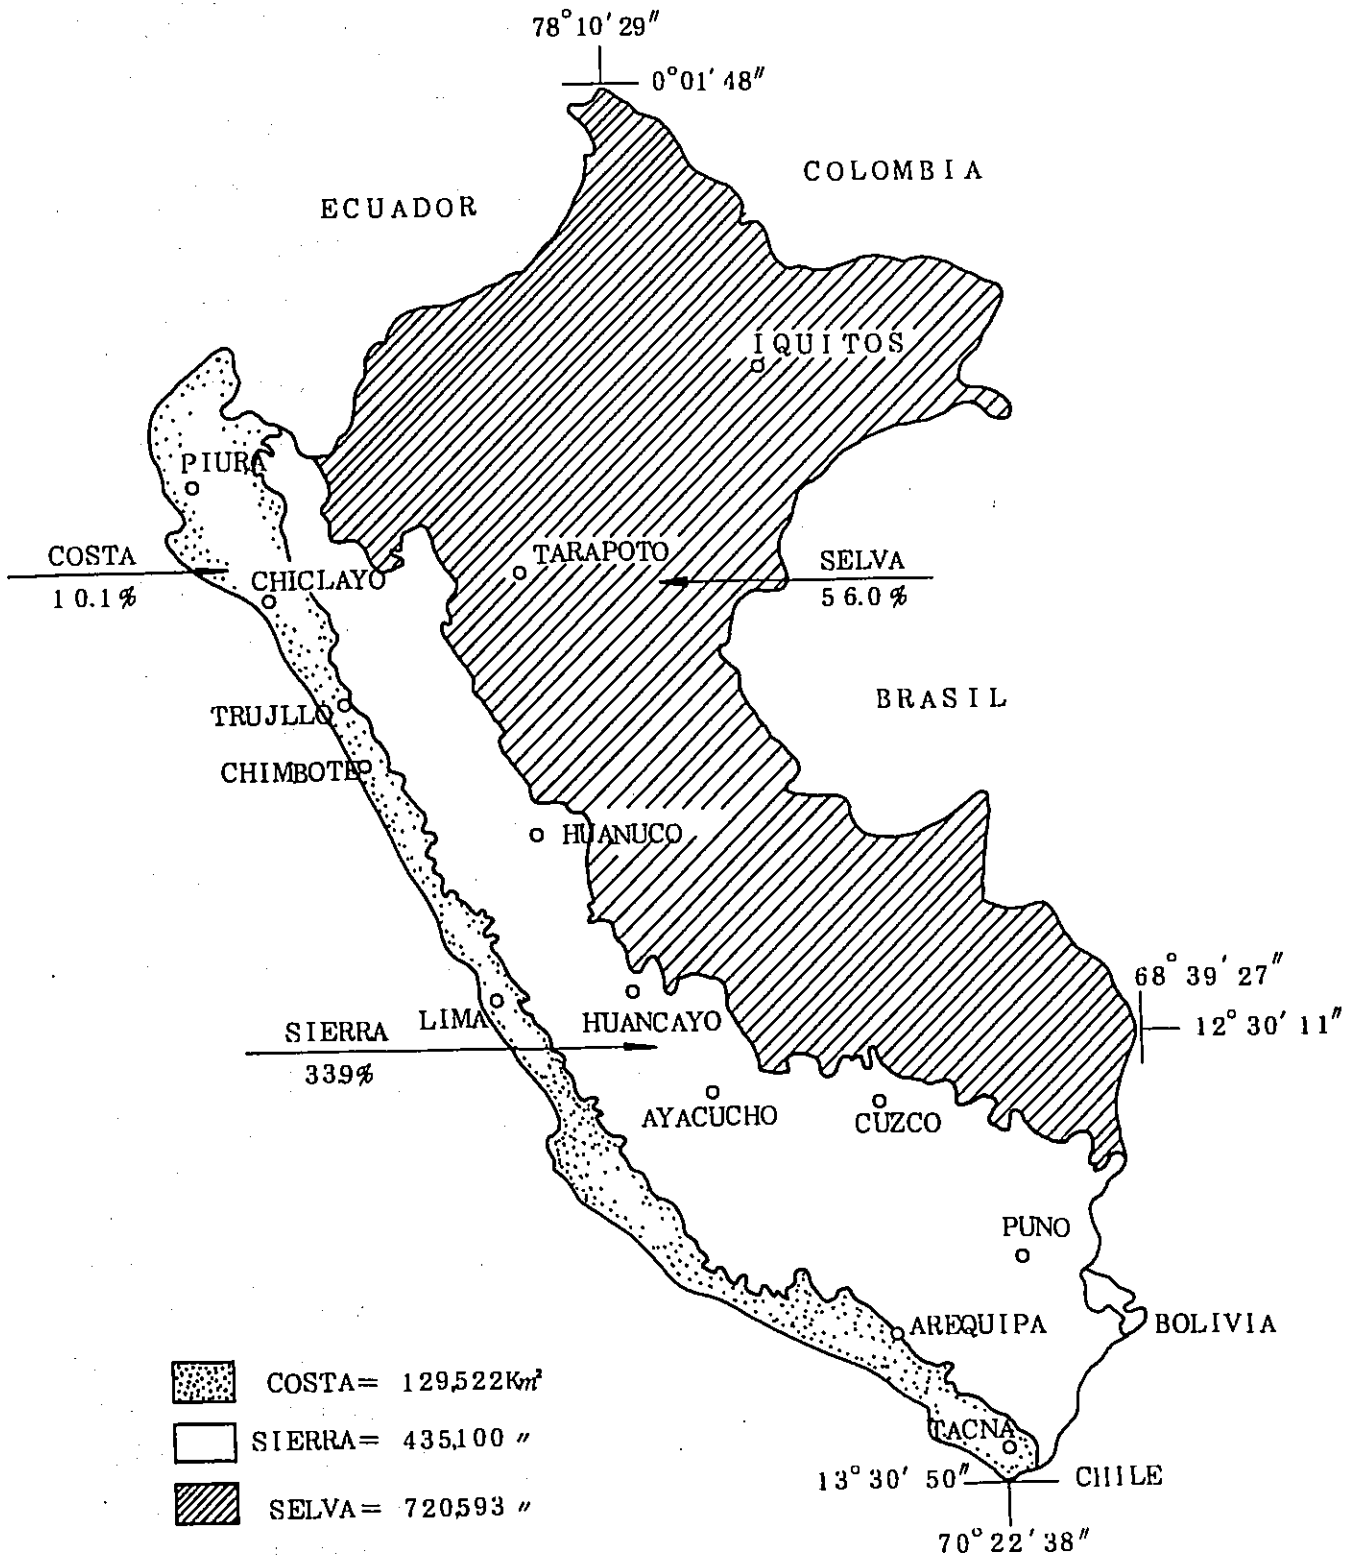 78°10′29″
0°01′48″
COLOMBIA
ECUADOR
IQUITOS
PIURA
COSTA
10.1%
CHICLAYO
TARAPOTO
SELVA
56.0%
BRASIL
TRUJLLO
CHIMBOTE
HUANUCO
68°39′27″
12°30′11″
LIMA
HUANCAYO
SIERRA
339%
AYACUCHO
CUZCO
PUNO
AREQUIPA
BOLIVIA
COSTA= 129,522Km²
SIERRA= 435,100 〃
SELVA= 720,593 〃
TACNA
13°30′50″
CHILE
70°22′38″